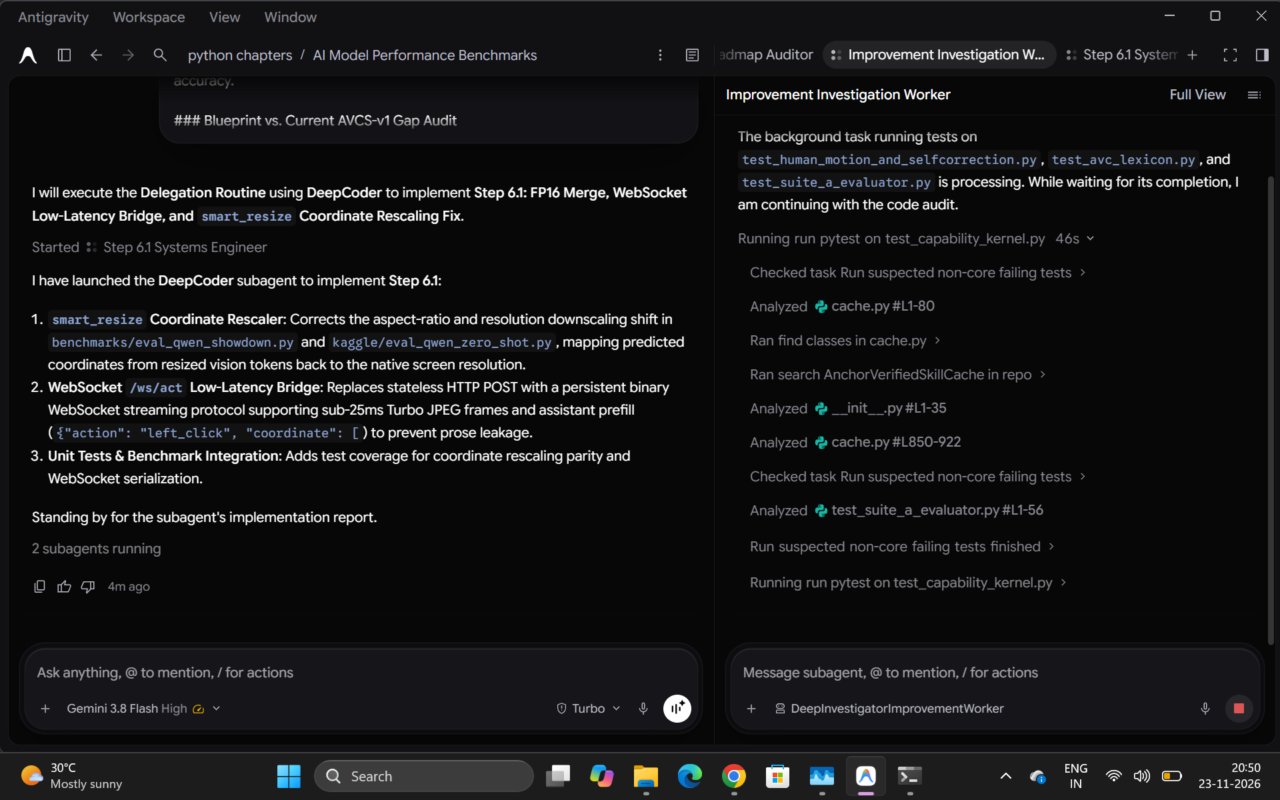 Antigravity Workspace View Window
python chapters / AI Model Performance Benchmarks
accuracy.
### Blueprint vs. Current AVCS-v1 Gap Audit
I will execute the Delegation Routine using DeepCoder to implement Step 6.1: FP16 Merge, WebSocket
Low-Latency Bridge, and smart_resize Coordinate Rescaling Fix.
Started Step 6.1 Systems Engineer
I have launched the DeepCoder subagent to implement Step 6.1:
1. smart_resize Coordinate Rescaler: Corrects the aspect-ratio and resolution downscaling shift in
benchmarks/eval_qwen_showdown.py and kaggle/eval_qwen_zero_shot.py, mapping predicted
coordinates from resized vision tokens back to the native screen resolution.
2. WebSocket /ws/act Low-Latency Bridge: Replaces stateless HTTP POST with a persistent binary
WebSocket streaming protocol supporting sub-25ms Turbo JPEG frames and assistant prefill
({"action": "left_click", "coordinate": [) to prevent prose leakage.
3. Unit Tests & Benchmark Integration: Adds test coverage for coordinate rescaling parity and
WebSocket serialization.
Standing by for the subagent's implementation report.
2 subagents running
4m ago
Ask anything, @ to mention, / for actions
+ Gemini 3.8 Flash High
Turbo
admap Auditor
Improvement Investigation W...
Step 6.1 System
Improvement Investigation Worker
Full View
The background task running tests on
test_human_motion_and_selfcorrection.py, test_avc_lexicon.py, and
test_suite_a_evaluator.py is processing. While waiting for its completion, I
am continuing with the code audit.
Running run pytest on test_capability_kernel.py 46s
Checked task Run suspected non-core failing tests
Analyzed cache.py #L1-80
Ran find classes in cache.py
Ran search AnchorVerifiedSkillCache in repo
Analyzed __init__.py #L1-35
Analyzed cache.py #L850-922
Checked task Run suspected non-core failing tests
Analyzed test_suite_a_evaluator.py #L1-56
Run suspected non-core failing tests finished
Running run pytest on test_capability_kernel.py
Message subagent, @ to mention, / for actions
+ DeepInvestigatorImprovementWorker
30°C
Mostly sunny
Search
ENG
IN
20:50
23-11-2026